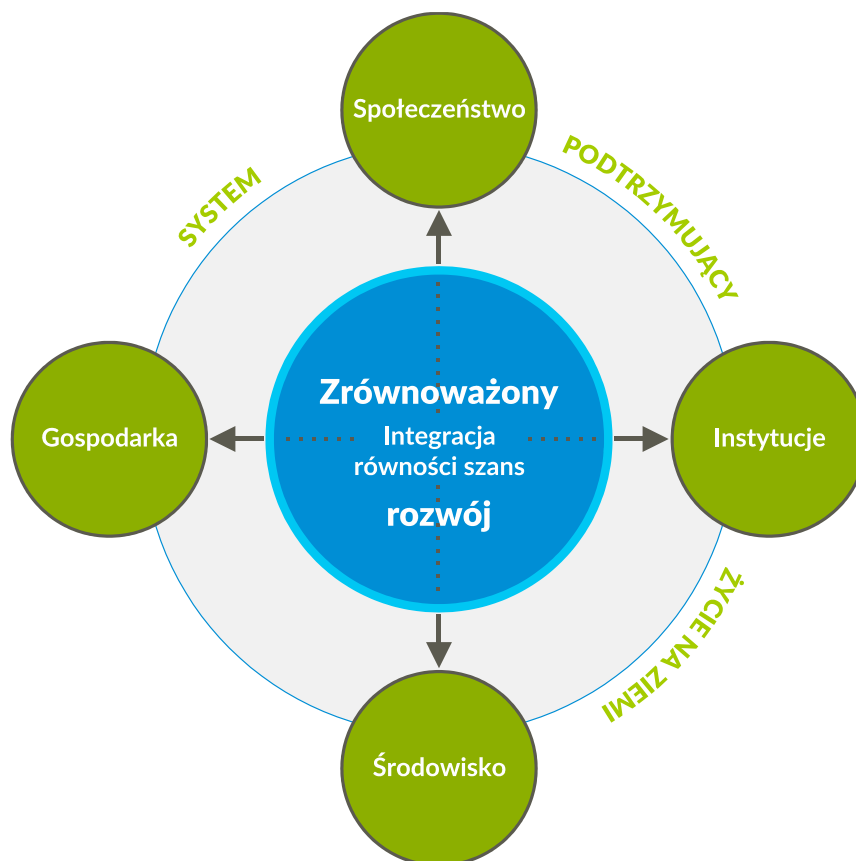 Społeczeństwo
SYSTEM
PODTRZYMUJĄCY
Zrównoważony
Gospodarka
Integracja
równości szans
Instytucje
rozwój
ŻYCIE NA ZIEMI
Środowisko